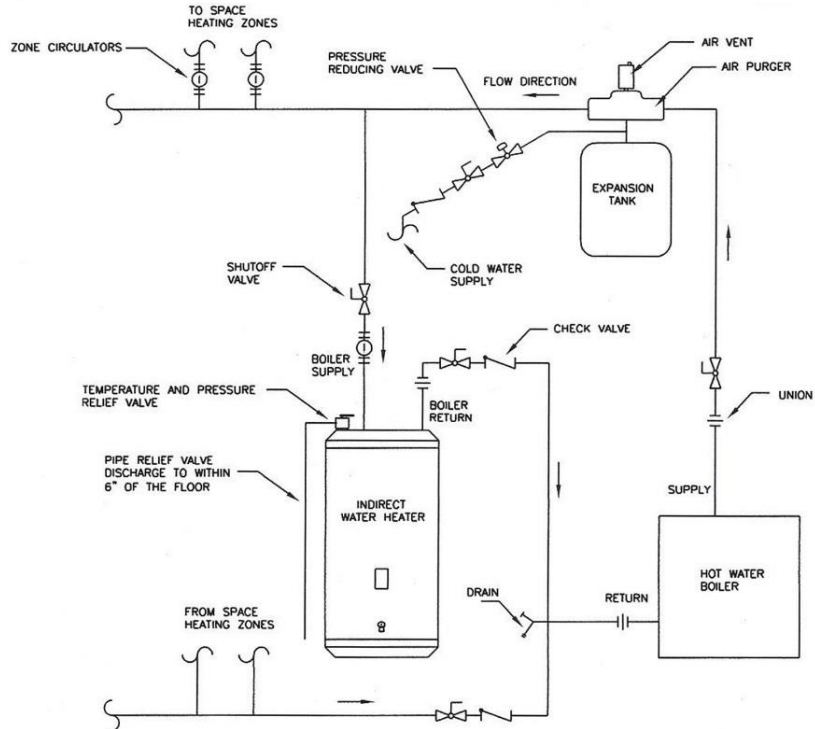 TO SPACE
HEATING ZONES
ZONE CIRCULATORS
PRESSURE
REDUCING VALVE
FLOW DIRECTION
AIR VENT
AIR PURGER
EXPANSION
TANK
COLD WATER
SUPPLY
SHUTOFF
VALVE
CHECK VALVE
BOILER
SUPPLY
TEMPERATURE AND PRESSURE
RELIEF VALVE
BOILER
RETURN
UNION
PIPE RELIEF VALVE
DISCHARGE TO WITHIN
6" OF THE FLOOR
SUPPLY
INDIRECT
WATER HEATER
HOT WATER
BOILER
DRAIN
RETURN
FROM SPACE
HEATING ZONES